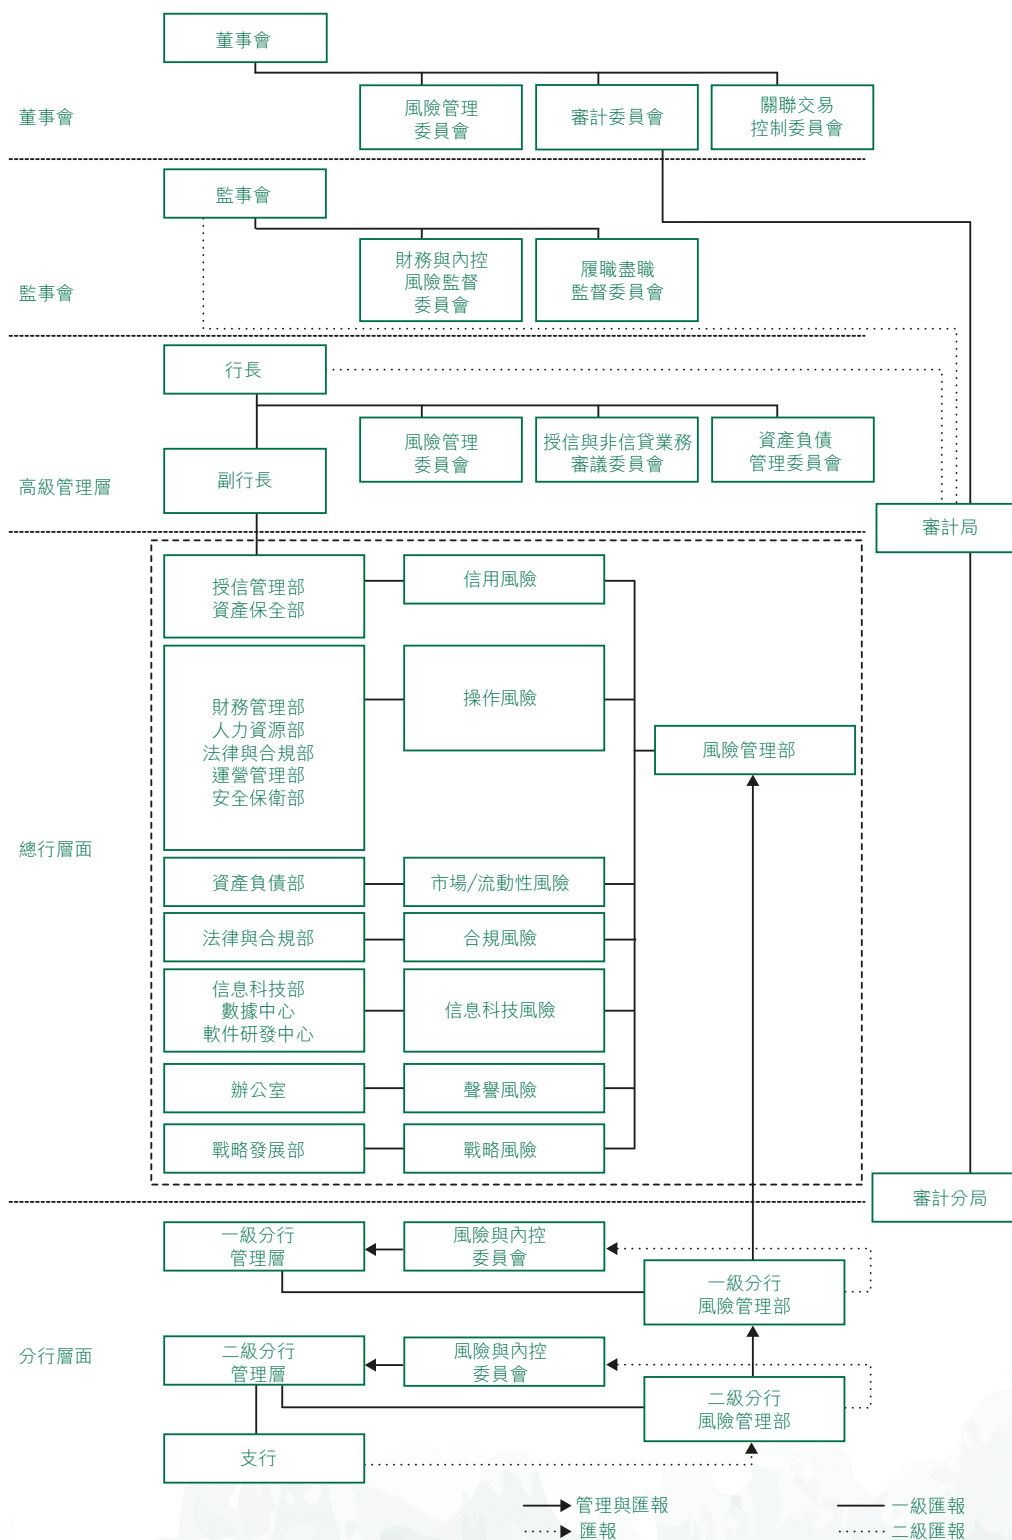 董事會
董事會
風險管理
委員會
審計委員會
關聯交易
控制委員會
監事會
監事會
財務與內控
風險監督
委員會
履職盡職
監督委員會
行長
高級管理層
副行長
風險管理
委員會
授信與非信貸業務
審議委員會
資產負債
管理委員會
審計局
總行層面
授信管理部
資產保全部
信用風險
財務管理部
人力資源部
法律與合規部
運營管理部
安全保衛部
操作風險
風險管理部
資產負債部
市場/流動性風險
法律與合規部
合規風險
信息科技部
數據中心
軟件研發中心
信息科技風險
辦公室
聲譽風險
戰略發展部
戰略風險
審計分局
分行層面
一級分行
管理層
風險與內控
委員會
一級分行
風險管理部
二級分行
管理層
風險與內控
委員會
二級分行
風險管理部
支行
管理與匯報
一級匯報
匯報
二級匯報